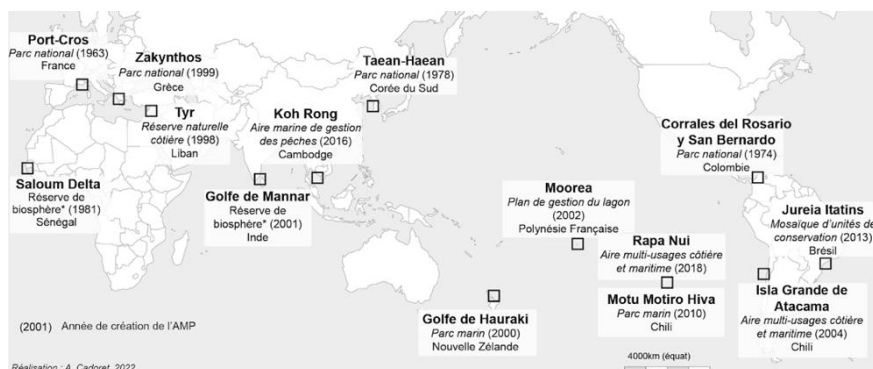 Port-Cros
Parc national (1963)
France
Zakynthos
Parc national (1999)
Grèce
Tyr
Réserve naturelle
côtière (1998)
Liban
Saloum Delta
Réserve de
biosphère* (1981)
Sénégal
Taean-Haean
Parc national (1978)
Corée du Sud
Koh Rong
Aire marine de gestion
des pêches (2016)
Cambodge
Golfe de Mannar
Réserve de
biosphère* (2001)
Inde
Corrales del Rosario
y San Bernardo
Parc national (1974)
Colombie
Moorea
Plan de gestion du lagon
(2002)
Polynésie Française
Jureia Itatins
Mosaïque d'unités de
conservation (2013)
Brésil
Rapa Nui
Aire multi-usages côtière
et maritime (2018)
Motu Motiro Hiva
Parc marin (2010)
Chili
Isla Grande de
Atacama
Aire multi-usages côtière
et maritime (2004)
Chili
Golfe de Hauraki
Parc marin (2000)
Nouvelle Zélande
(2001) Année de création de l'AMP
4000km (équat)
Réalisation : A. Cadoret, 2022